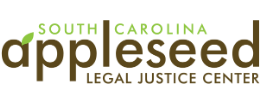 SOUTH CAROLINA
appleseed
LEGAL JUSTICE CENTER